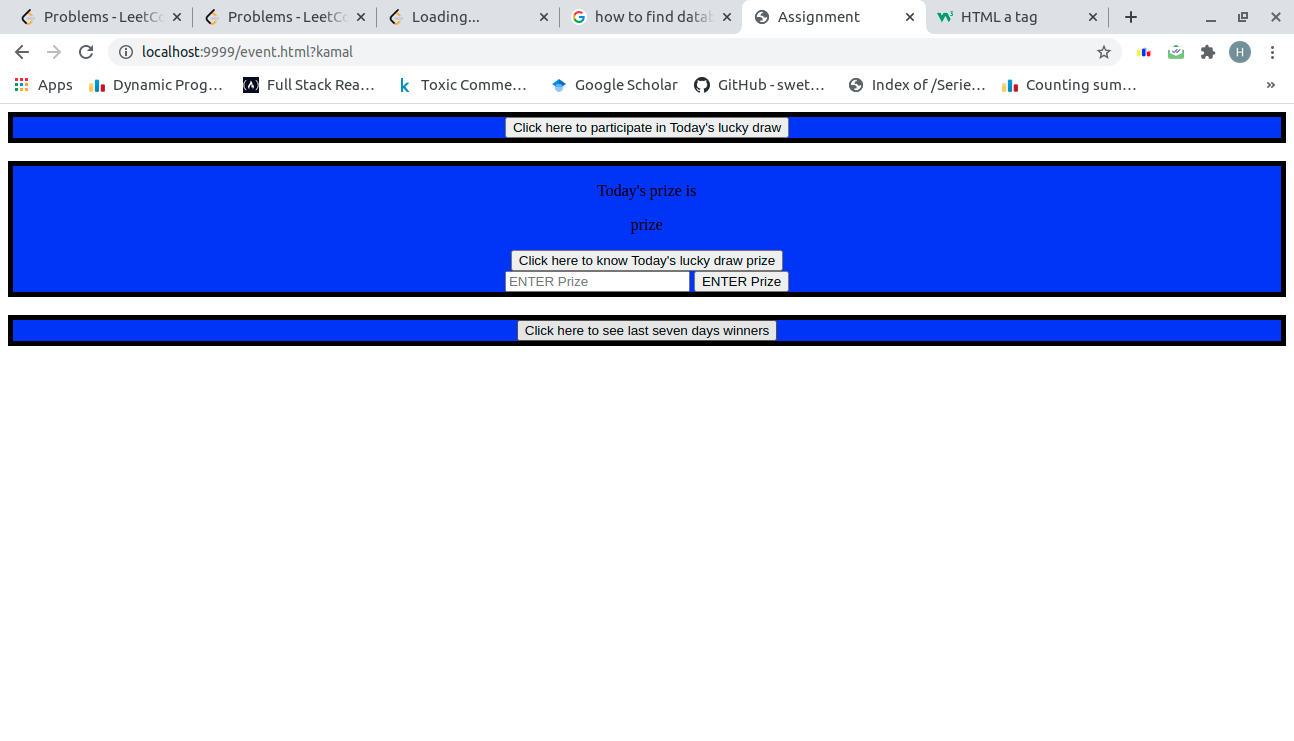 Problems - LeetCo
Problems - LeetCo
Loading...
how to find datab
Assignment
HTML a tag
localhost:9999/event.html?kamal
H
Apps
Dynamic Prog...
Full Stack Rea...
Toxic Comme...
Google Scholar
GitHub - swet...
Index of /Serie...
Counting sum...
»
Click here to participate in Today's lucky draw
Today's prize is
prize
Click here to know Today's lucky draw prize
ENTER Prize ENTER Prize
Click here to see last seven days winners